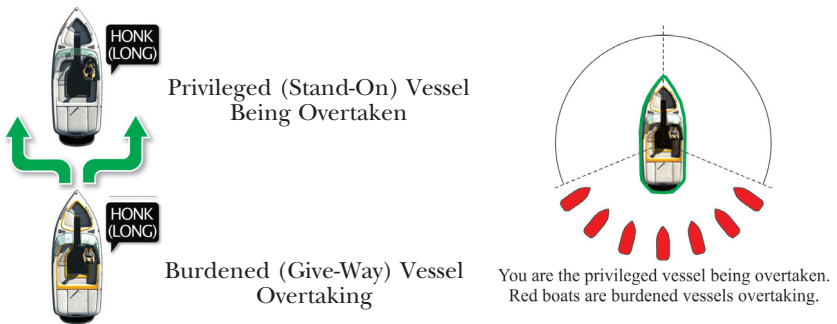 HONK
(LONG)
Privileged (Stand-On) Vessel
Being Overtaken
HONK
(LONG)
Burdened (Give-Way) Vessel
Overtaking
You are the privileged vessel being overtaken.
Red boats are burdened vessels overtaking.